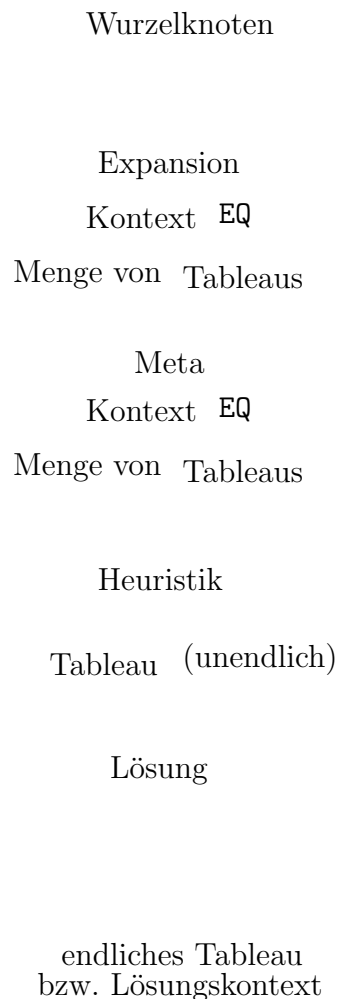 Wurzelknoten
Expansion
Kontext EQ
Menge von Tableaus
Meta
Kontext EQ
Menge von Tableaus
Heuristik
Tableau (unendlich)
Lösung
endliches Tableau
bzw. Lösungskontext